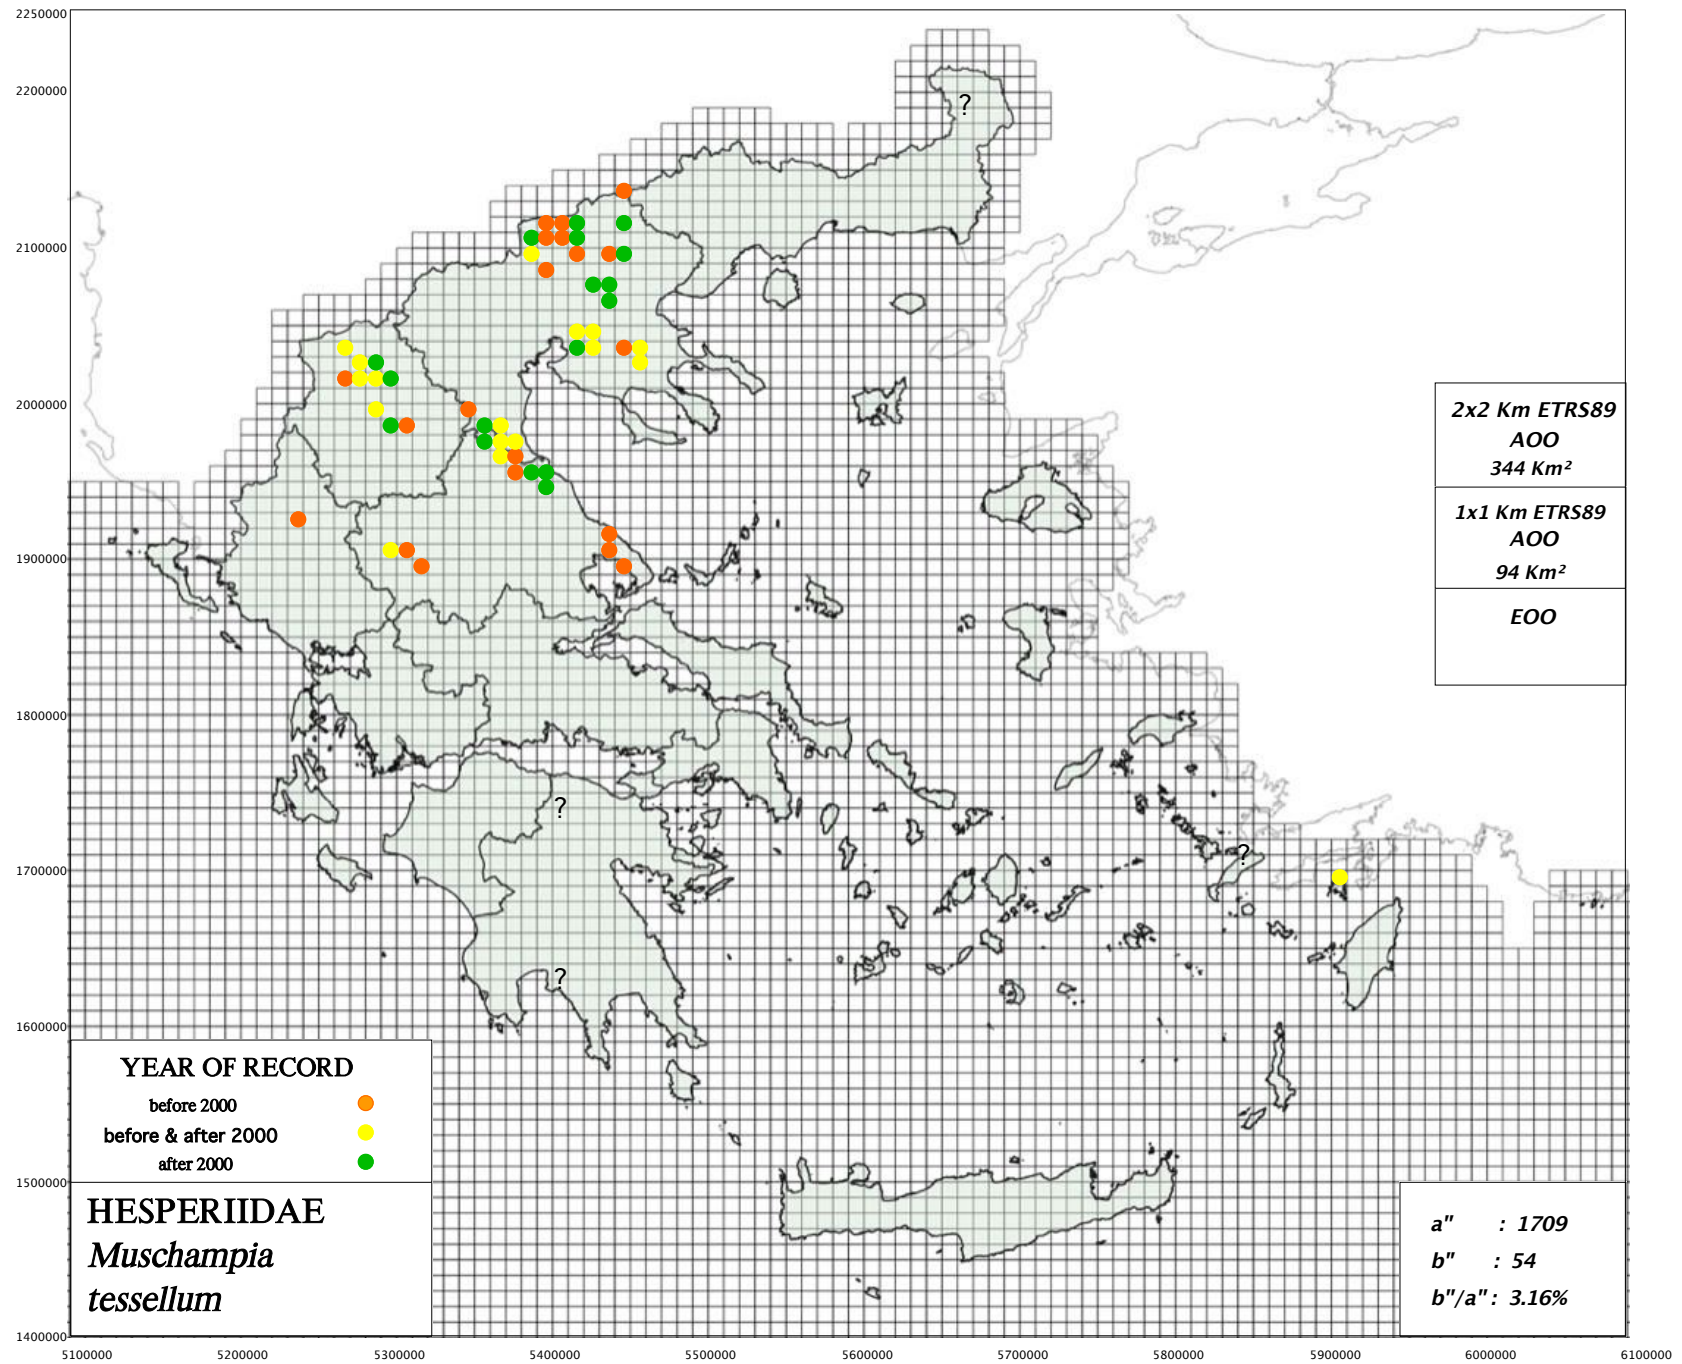 2250000
2200000
2100000
2000000
1900000
1800000
1700000
1600000
1500000
1400000
?
?
?
?
2x2 Km ETRS89
AOO
344 Km²
1x1 Km ETRS89
AOO
94 Km²
EOO
YEAR OF RECORD
before 2000
before & after 2000
after 2000
HESPERIIDAE
Muschampia
tessellum
a" : 1709
b" : 54
b"/a" : 3.16%
5100000 5200000 5300000 5400000 5500000 5600000 5700000 5800000 5900000 6000000 6100000